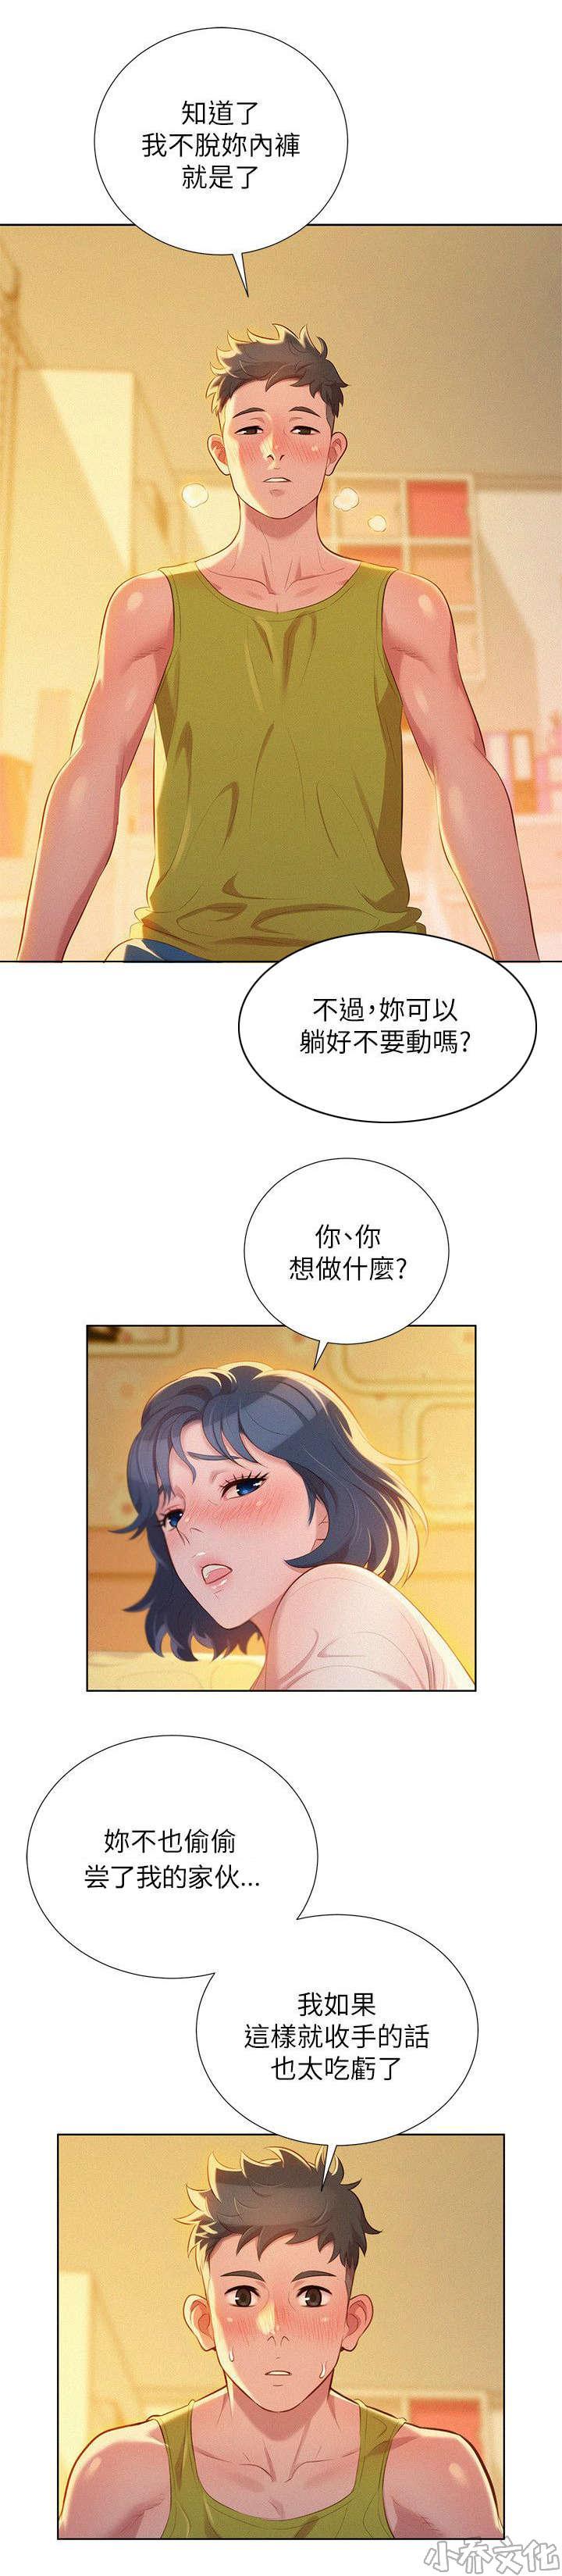 知道了
我不脫妳內褲
就是了
不過，妳可以
躺好不要動嗎？
你、你
想做什麼？
妳不也偷偷
尝了我的家伙...
我如果
這樣就收手的話
也太吃虧了
小乔文化